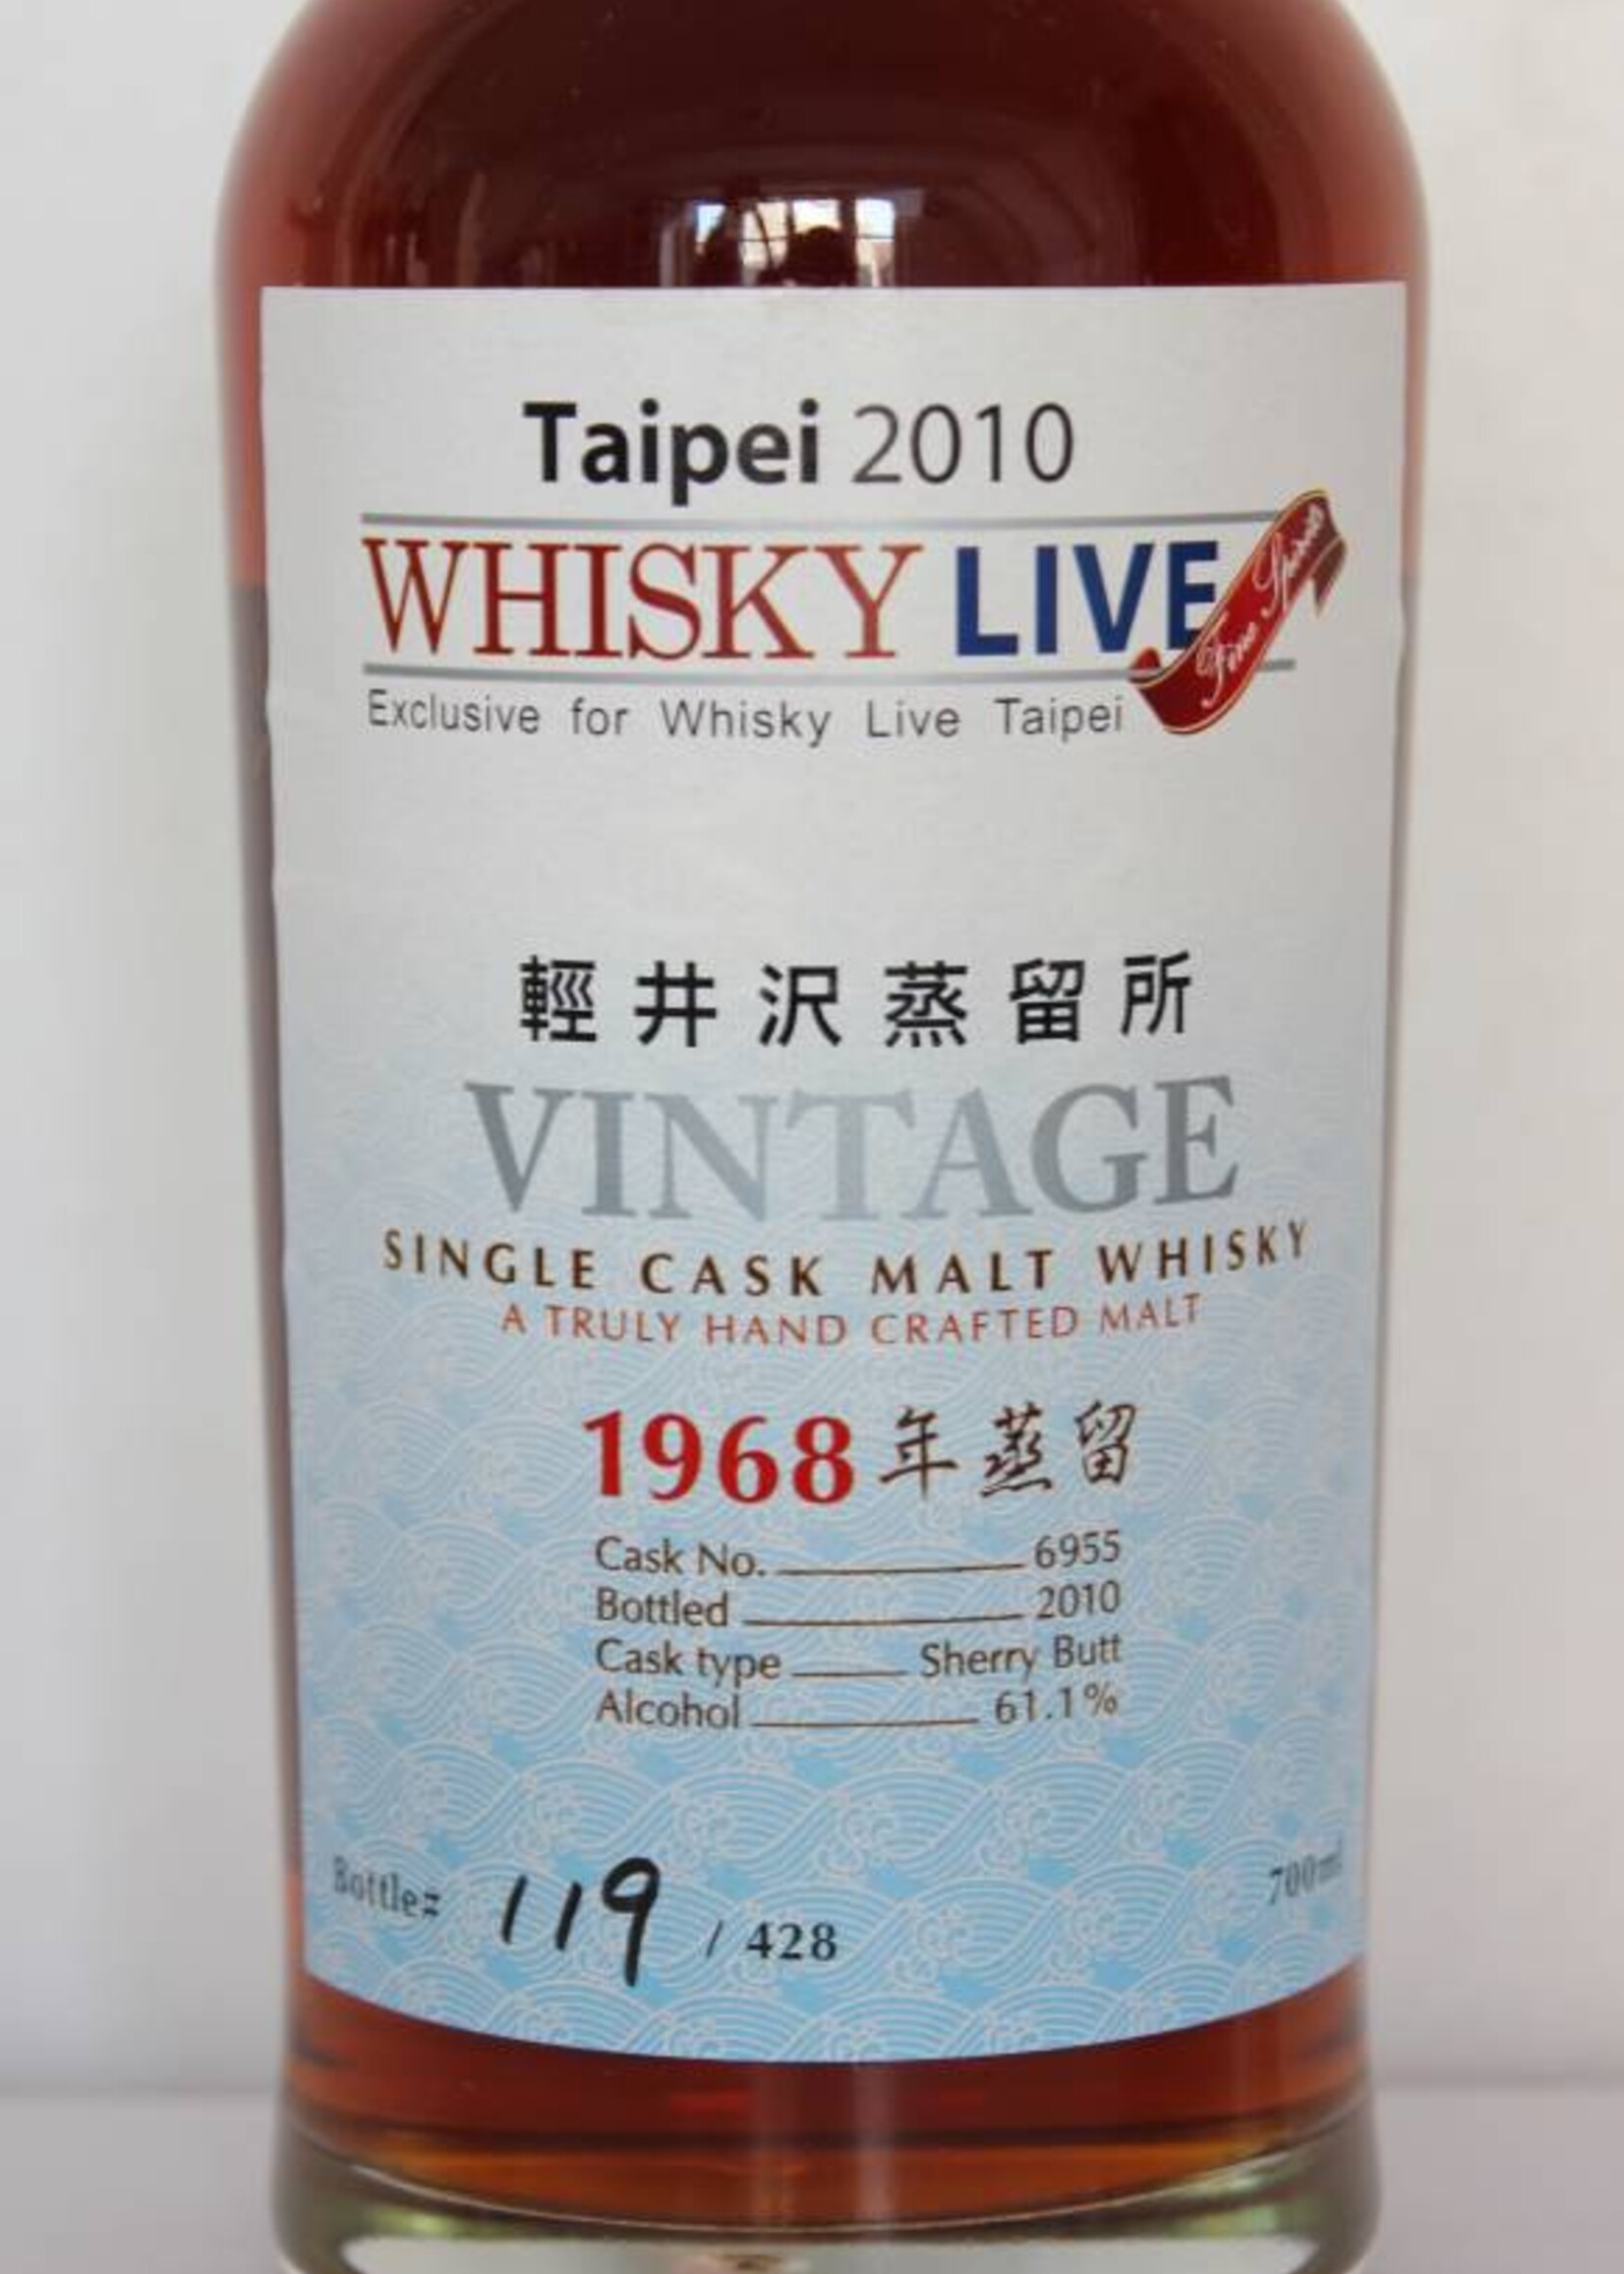 Taipei 2010
WHISKY LIVE
Fine Spirits
Exclusive for Whisky Live Taipei
輕井沢蒸留所
VINTAGE
SINGLE CASK MALT WHISKY
A TRULY HAND CRAFTED MALT
1968年蒸留
Cask No. 6955
Bottled 2010
Cask type Sherry Butt
Alcohol 61.1%
Bottle# 119 / 428
700ml